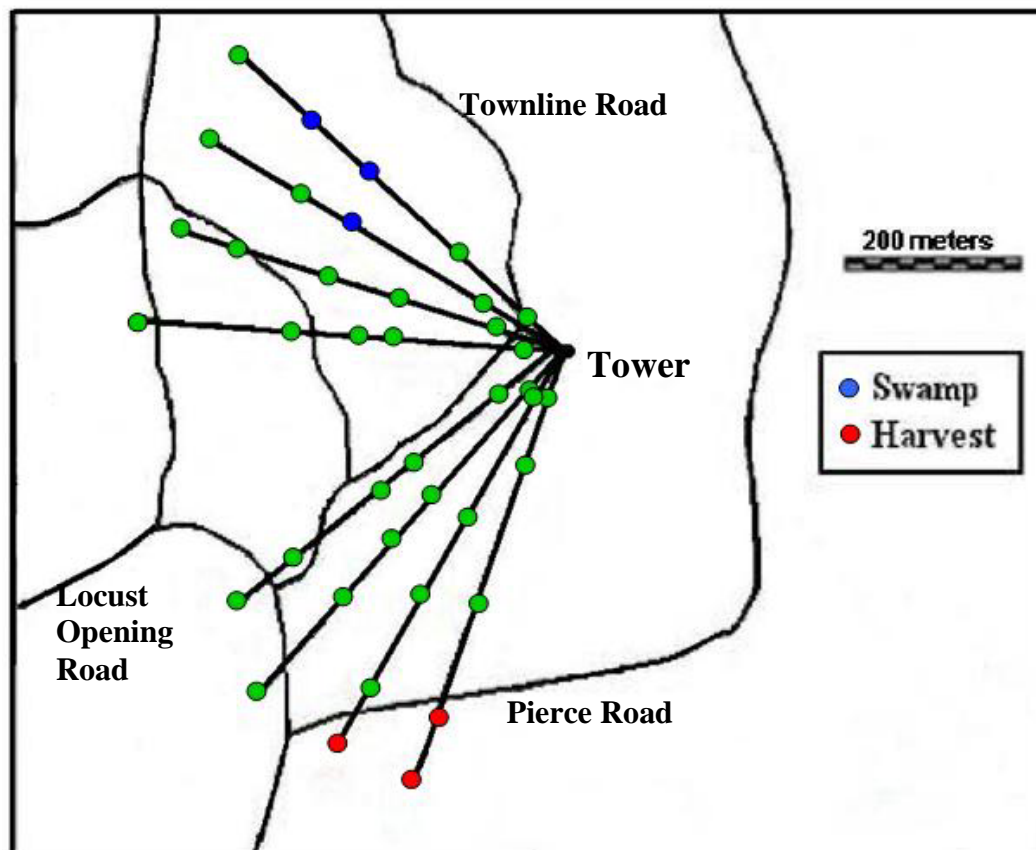 Townline Road
200 meters
Tower
Swamp
Harvest
Locust
Opening
Road
Pierce Road